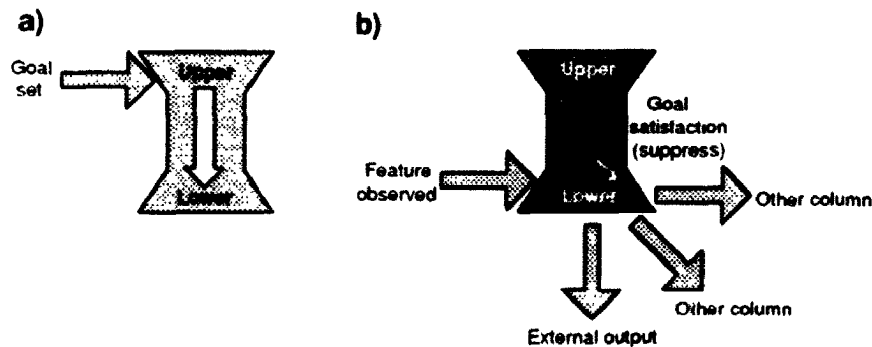 a)
Goal
set
Upper
Lower
b)
Upper
Goal
satisfaction
(suppress)
Feature
observed
Lower
Other column
Other column
External output